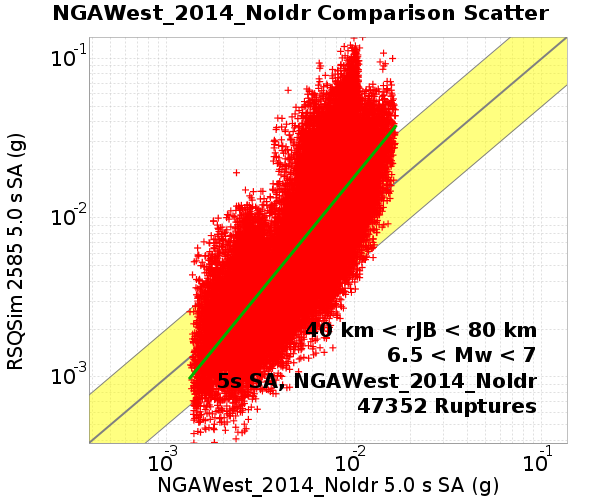 NGAWest_2014_NoIdr Comparison Scatter
RSQSim 2585 5.0 s SA (g)
10-1
10-2
10-3
40 km < rJB < 80 km
6.5 < Mw < 7
5s SA, NGAWest_2014_NoIdr
47352 Ruptures
10-3 10-2 10-1
NGAWest_2014_NoIdr 5.0 s SA (g)